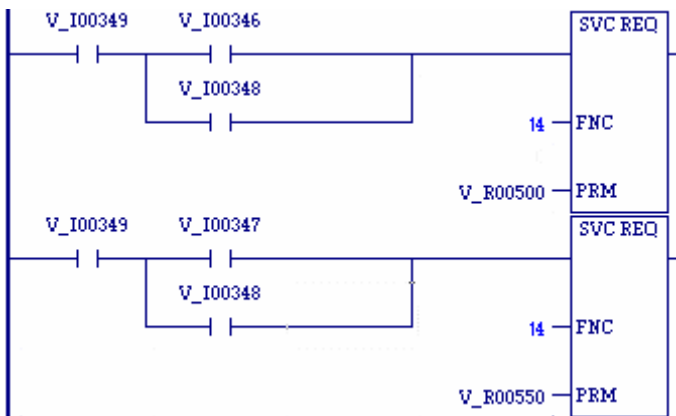 V_I00349 V_I00346 SVC REQ
V_I00348
14 FNC
V_R00500 PRM
V_I00349 V_I00347 SVC REQ
V_I00348
14 FNC
V_R00550 PRM